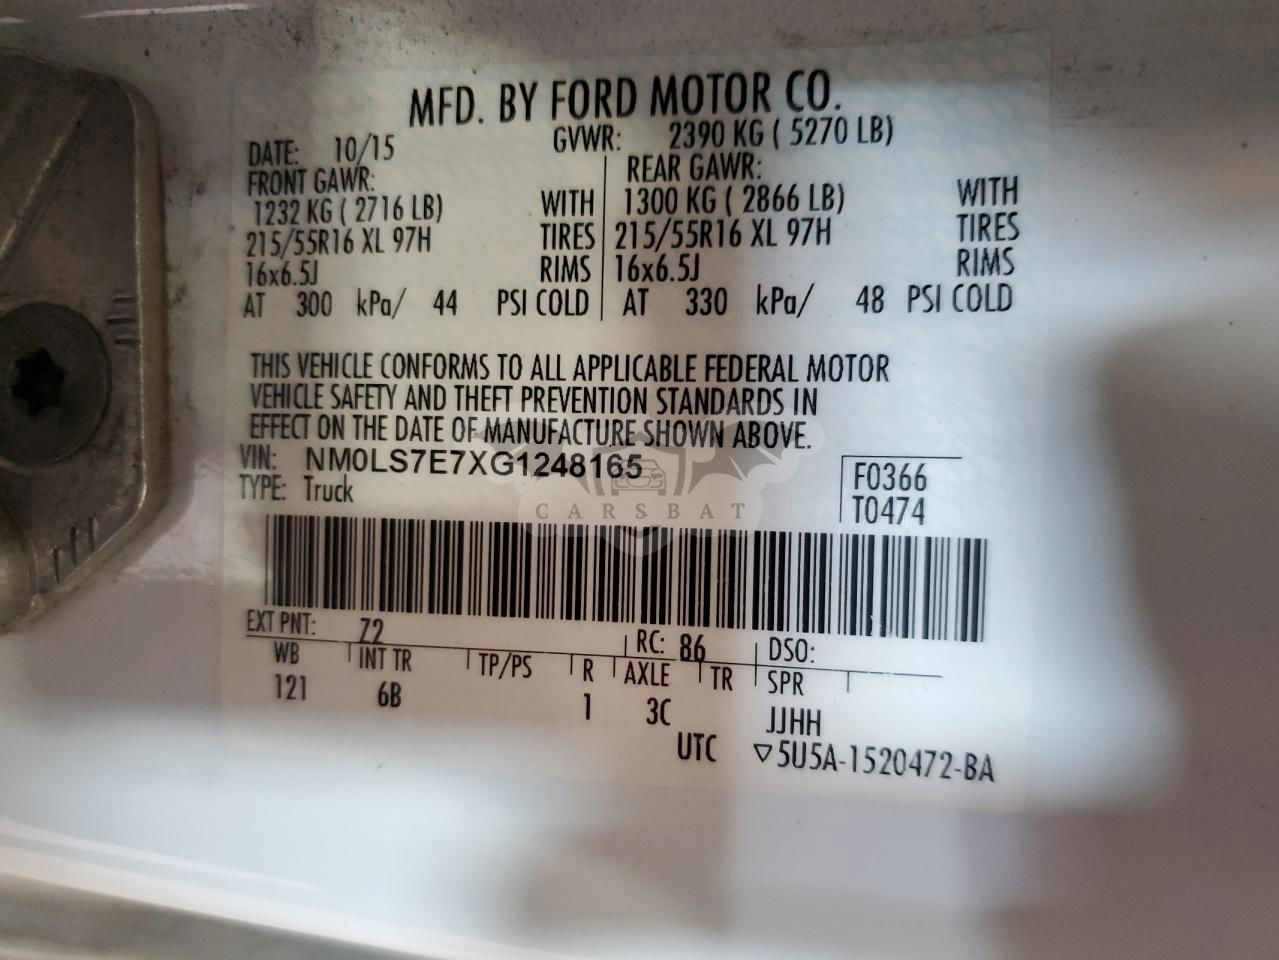 MFD. BY FORD MOTOR CO.
DATE: 10/15 GVWR: 2390 KG ( 5270 LB)
FRONT GAWR: REAR GAWR:
1232 KG ( 2716 LB) WITH 1300 KG ( 2866 LB) WITH
215/55R16 XL 97H TIRES 215/55R16 XL 97H TIRES
16x6.5J RIMS 16x6.5J RIMS
AT 300 kPa/ 44 PSI COLD AT 330 kPa/ 48 PSI COLD
THIS VEHICLE CONFORMS TO ALL APPLICABLE FEDERAL MOTOR
VEHICLE SAFETY AND THEFT PREVENTION STANDARDS IN
EFFECT ON THE DATE OF MANUFACTURE SHOWN ABOVE.
VIN: NM0LS7E7XG1248165 F0366
TYPE: Truck T0474
CARSBAT
EXT PNT: Z2 RC: 86 DSO:
WB INT TR TP/PS R AXLE TR SPR
121 6B 1 3C JJHH
UTC ▽5U5A-1520472-BA